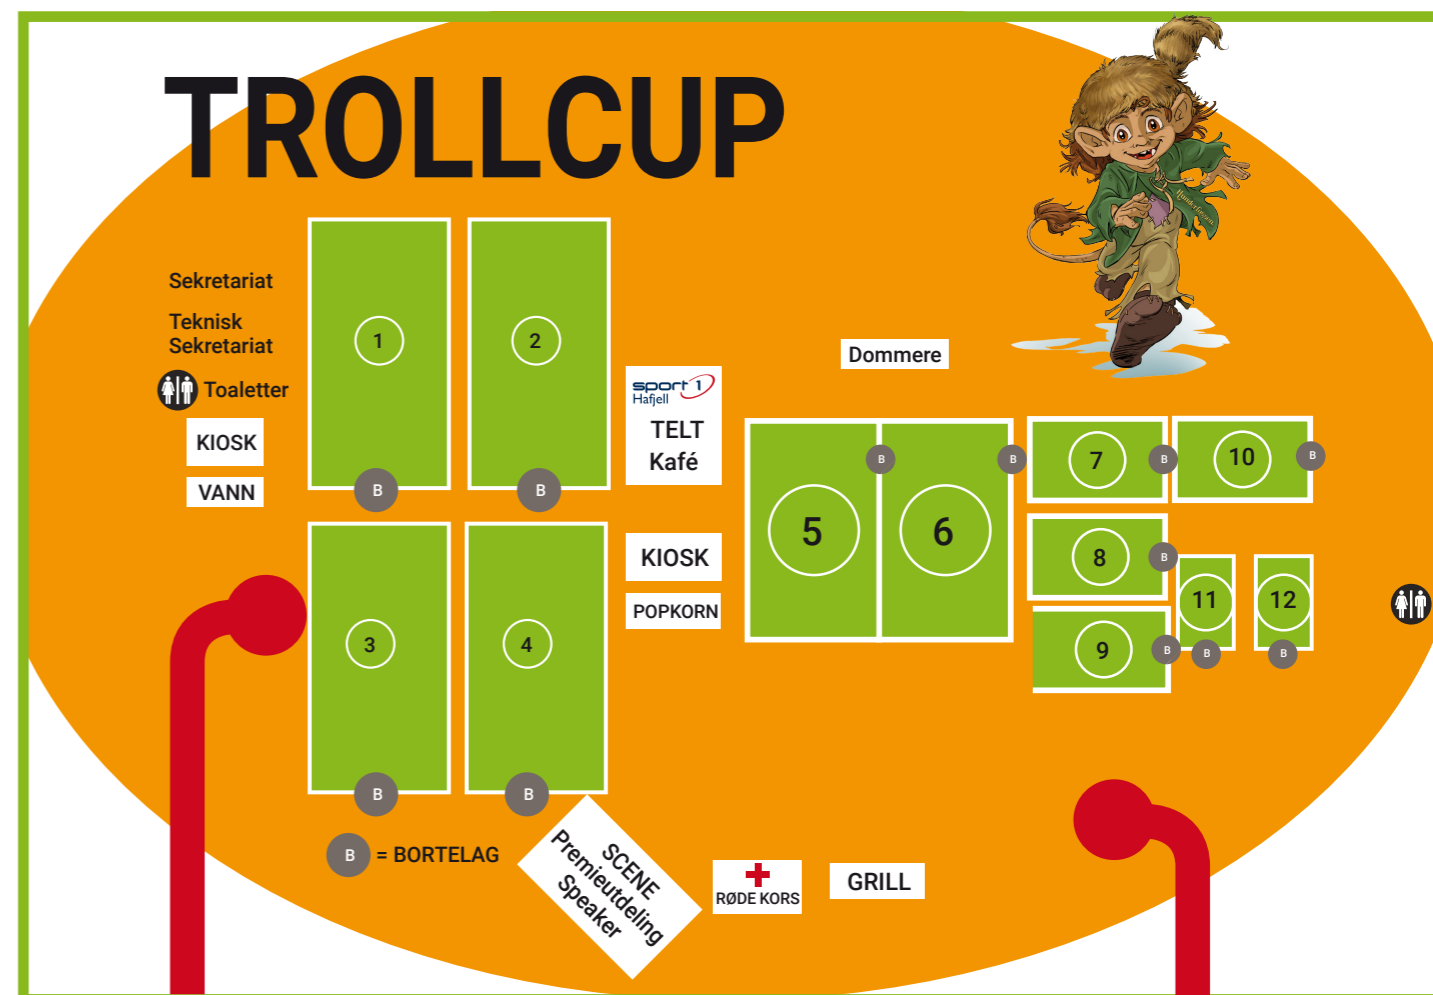 TROLLCUP
Sekretariat
Teknisk
Sekretariat
Toaletter
KIOSK
VANN
1
2
B
B
3
4
B
B
B = BORTELAG
sport 1
Hafjell
TELT
Kafé
KIOSK
POPKORN
Dommere
Hunderfossen
5
6
B
B
7
B
10
B
8
B
9
B
11
B
12
B
SCENE
Premieutdeling
Speaker
RØDE KORS
GRILL